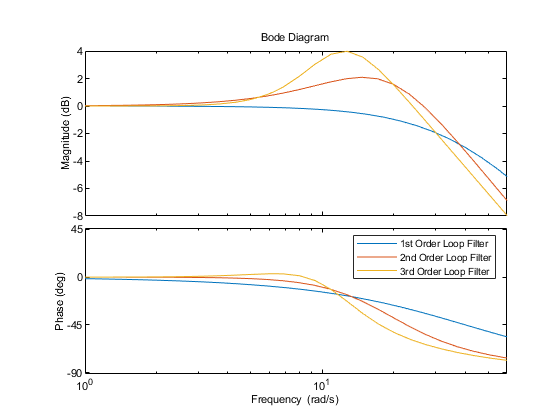 Bode Diagram
4
2
0
-2
-4
-6
-8
Magnitude (dB)
45
0
-45
-90
Phase (deg)
1st Order Loop Filter
2nd Order Loop Filter
3rd Order Loop Filter
10^0
10^1
Frequency (rad/s)